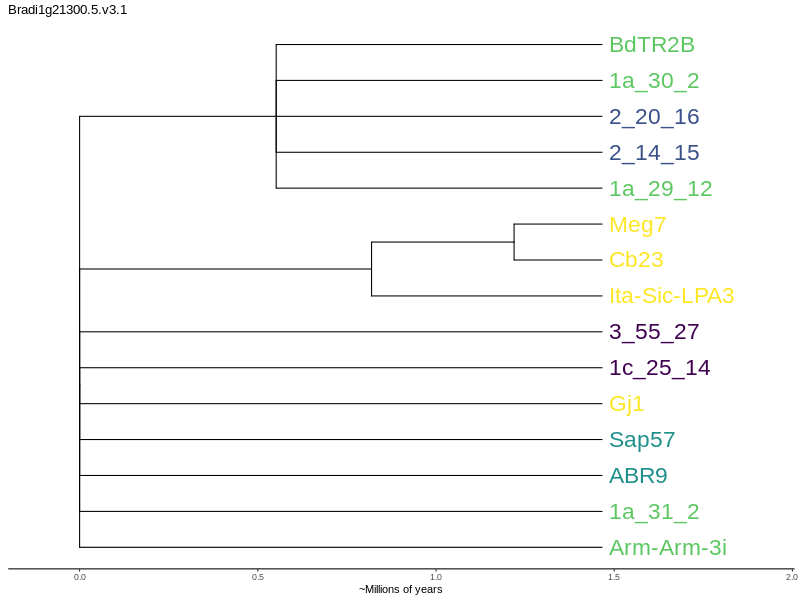 Bradi1g21300.5.v3.1
BdTR2B
1a_30_2
2_20_16
2_14_15
1a_29_12
Meg7
Cb23
Ita-Sic-LPA3
3_55_27
1c_25_14
Gj1
Sap57
ABR9
1a_31_2
Arm-Arm-3i
0.0 0.5 1.0 1.5 2.0
~Millions of years